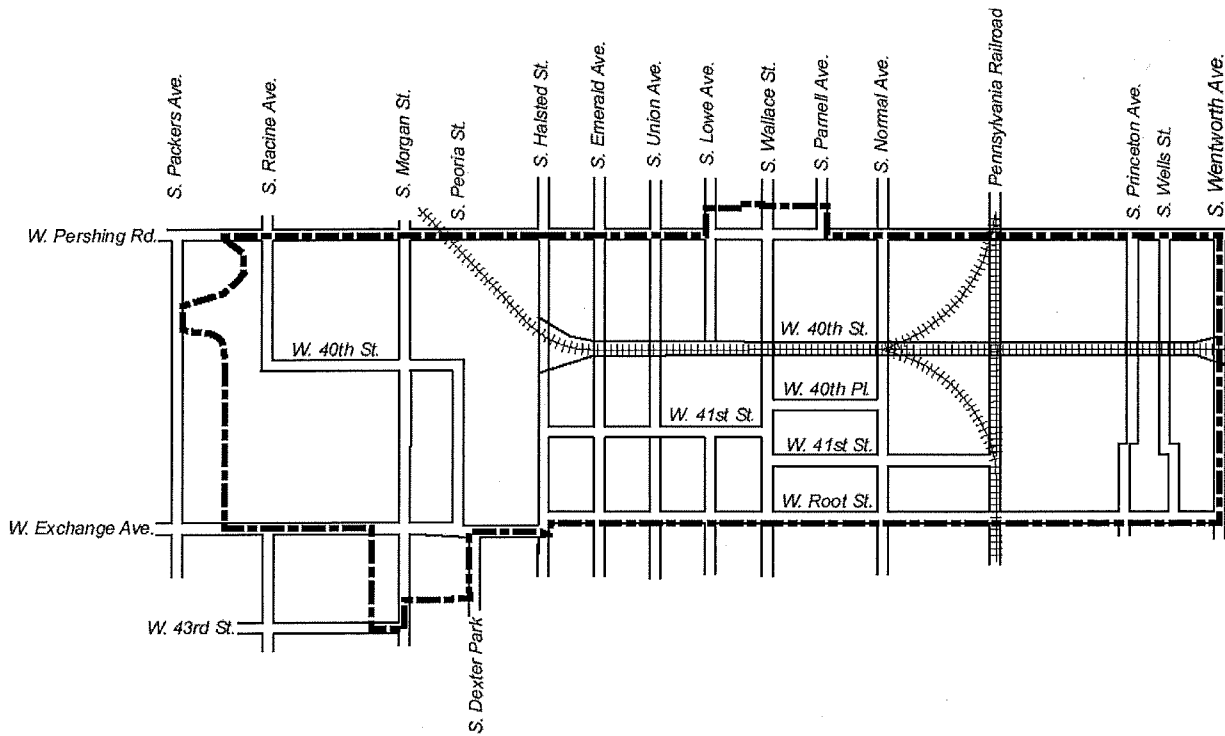 S. Packers Ave.
S. Racine Ave.
S. Morgan St.
S. Peoria St.
S. Halsted St.
S. Emerald Ave.
S. Union Ave.
S. Lowe Ave.
S. Wallace St.
S. Parnell Ave.
S. Normal Ave.
Pennsylvania Railroad
S. Princeton Ave.
S. Wells St.
S. Wentworth Ave.
W. Pershing Rd.
W. 40th St.
W. 40th St.
W. 40th Pl.
W. 41st St.
W. 41st St.
W. Root St.
W. Exchange Ave.
W. 43rd St.
S. Dexter Park